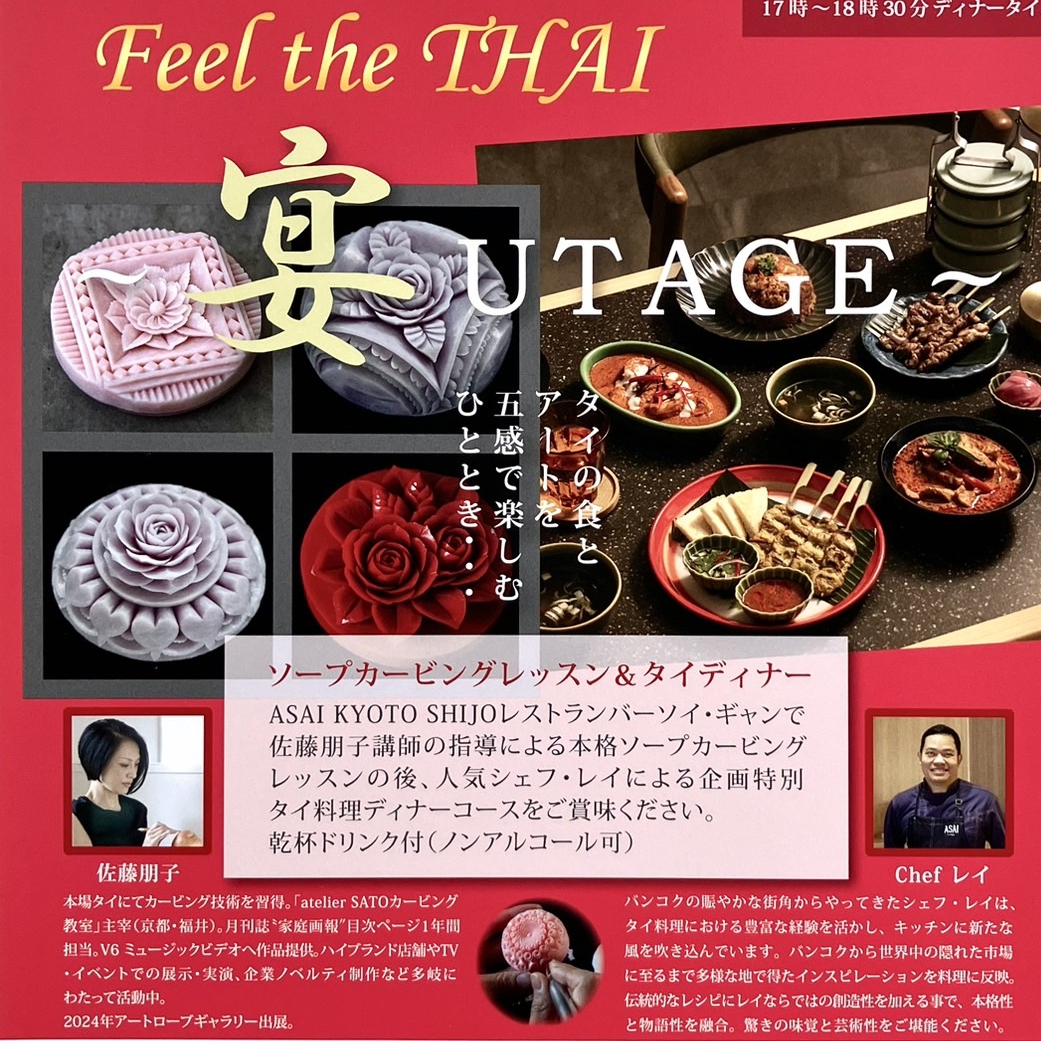 17時～18時30分ディナータイ
Feel the THAI
～宴 UTAGE～
タイの食と
アートを
五感で楽しむ
ひととき・・・
ソープカービングレッスン＆タイディナー
ASAI KYOTO SHIJOレストランバーソイ・ギャンで
佐藤朋子講師の指導による本格ソープカービング
レッスンの後、人気シェフ・レイによる企画特別
タイ料理ディナーコースをご賞味ください。
乾杯ドリンク付（ノンアルコール可）
佐藤朋子
本場タイにてカービング技術を習得。「atelier SATOカービング
教室」主宰（京都・福井）。月刊誌〝家庭画報〞目次ページ1年間
担当。V6 ミュージックビデオへ作品提供。ハイブランド店舗やTV
・イベントでの展示・実演、企業ノベルティ制作など多岐に
わたって活動中。
2024年アートローブギャラリー出展。
ASAI
Chef レイ
バンコクの賑やかな街角からやってきたシェフ・レイは、
タイ料理における豊富な経験を活かし、キッチンに新たな
風を吹き込んでいます。バンコクから世界中の隠れた市場
に至るまで多様な地で得たインスピレーションを料理に反映。
伝統的なレシピにレイならではの創造性を加える事で、本格性
と物語性を融合。驚きの味覚と芸術性をご堪能ください。